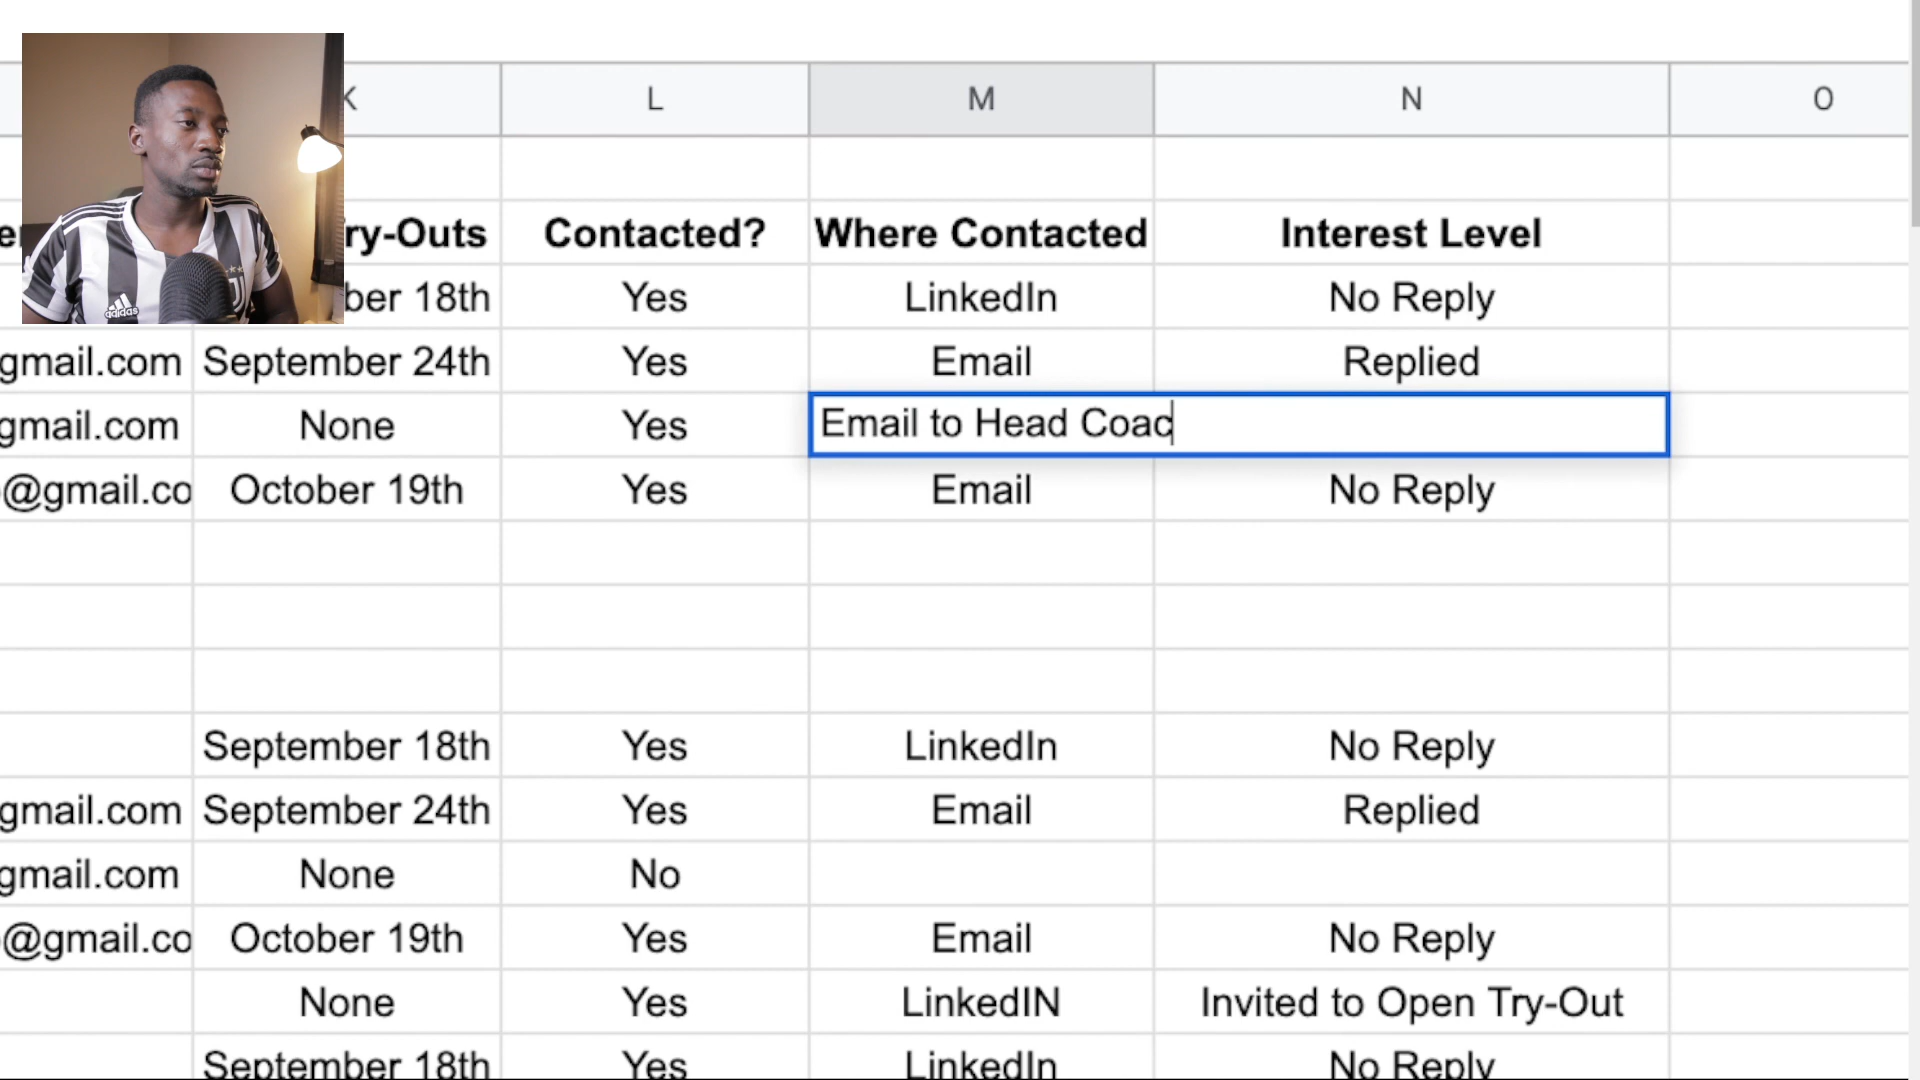 K L M N O
ry-Outs Contacted? Where Contacted Interest Level
ber 18th Yes LinkedIn No Reply
gmail.com September 24th Yes Email Replied
gmail.com None Yes Email to Head Coac
@gmail.co October 19th Yes Email No Reply
September 18th Yes LinkedIn No Reply
gmail.com September 24th Yes Email Replied
gmail.com None No
@gmail.co October 19th Yes Email No Reply
None Yes LinkedIN Invited to Open Try-Out
September 18th Yes LinkedIn No Reply
adidas